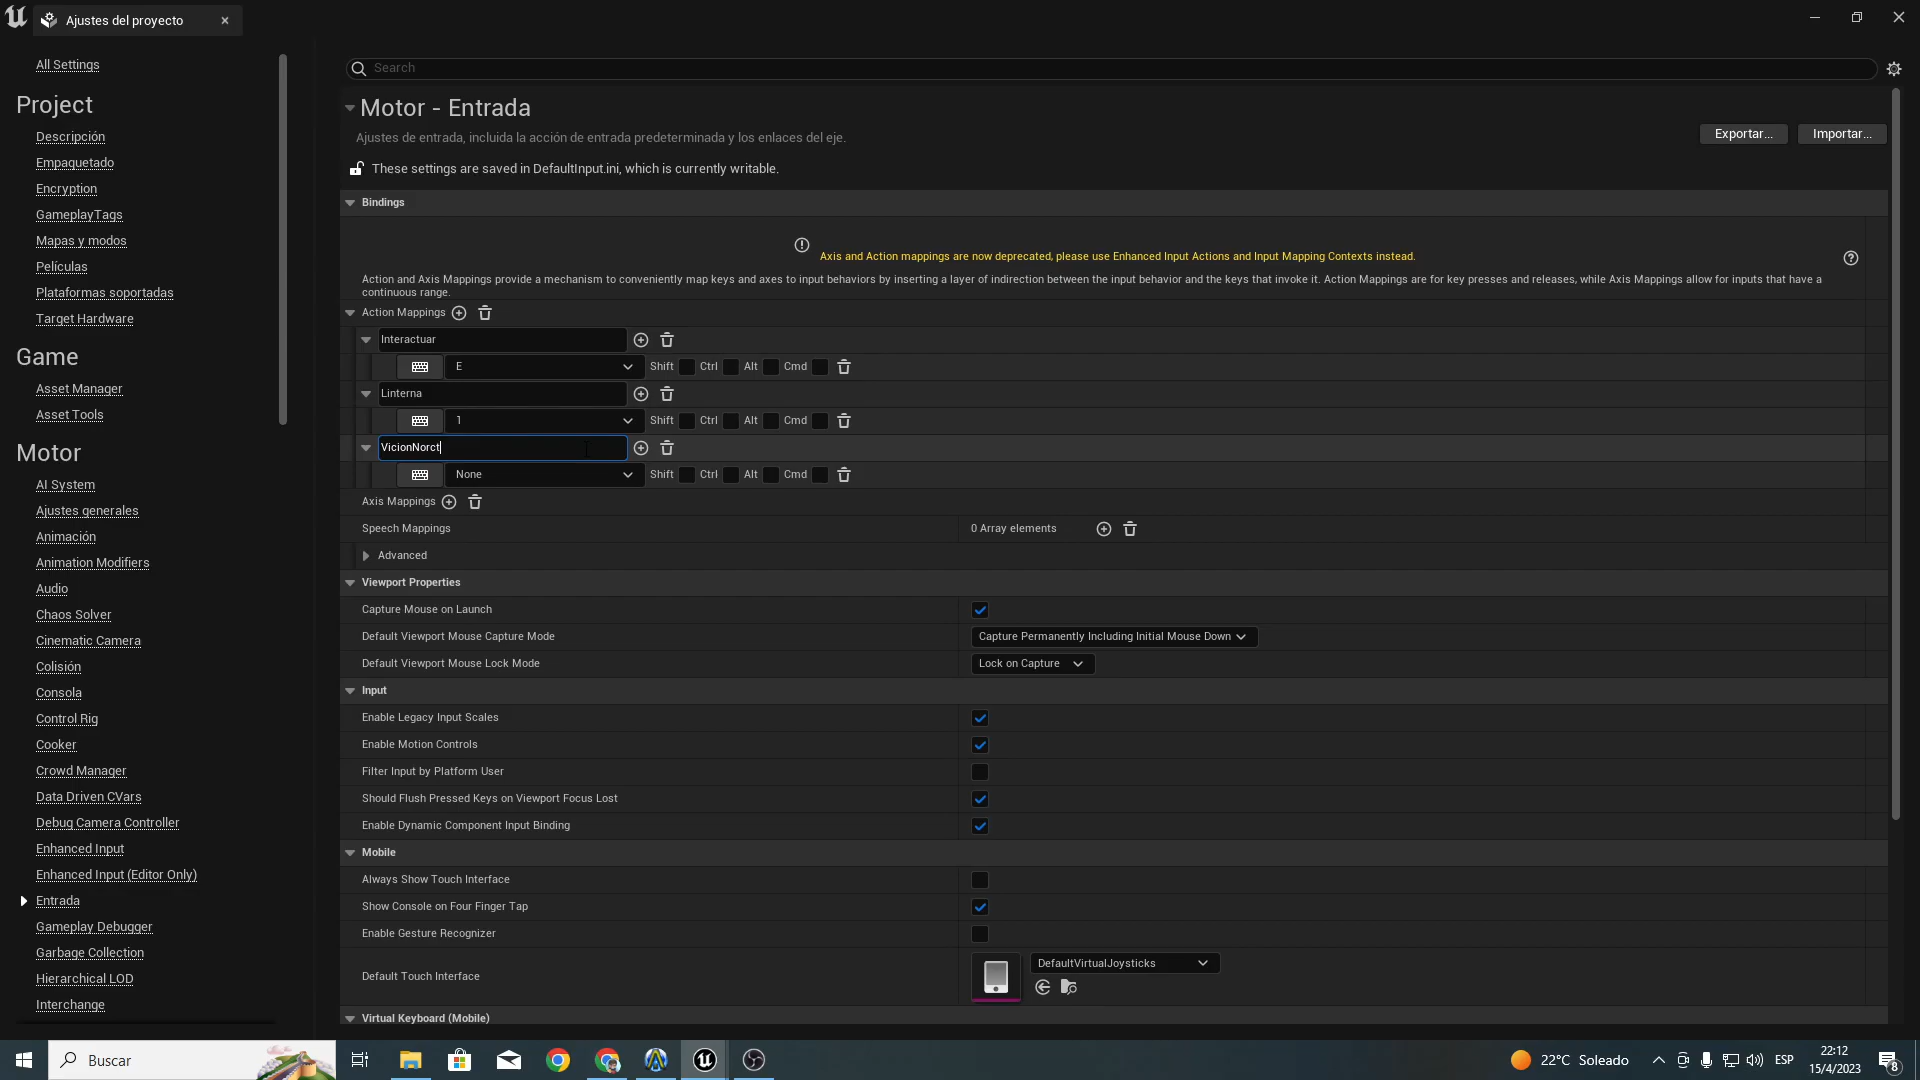 Ajustes del proyecto
All Settings
Project
Descripción
Empaquetado
Encryption
GameplayTags
Mapas y modos
Películas
Plataformas soportadas
Target Hardware
Game
Asset Manager
Asset Tools
Motor
AI System
Ajustes generales
Animación
Animation Modifiers
Audio
Chaos Solver
Cinematic Camera
Colisión
Consola
Control Rig
Cooker
Crowd Manager
Data Driven CVars
Debug Camera Controller
Enhanced Input
Enhanced Input (Editor Only)
Entrada
Gameplay Debugger
Garbage Collection
Hierarchical LOD
Interchange
Search
Motor - Entrada
Ajustes de entrada, incluida la acción de entrada predeterminada y los enlaces del eje.
Exportar...
Importar...
These settings are saved in DefaultInput.ini, which is currently writable.
Bindings
Axis and Action mappings are now deprecated, please use Enhanced Input Actions and Input Mapping Contexts instead.
Action and Axis Mappings provide a mechanism to conveniently map keys and axes to input behaviors by inserting a layer of indirection between the input behavior and the keys that invoke it. Action Mappings are for key presses and releases, while Axis Mappings allow for inputs that have a
continuous range.
Action Mappings
Interactuar
E Shift Ctrl Alt Cmd
Linterna
1 Shift Ctrl Alt Cmd
VicionNorct
None Shift Ctrl Alt Cmd
Axis Mappings
Speech Mappings 0 Array elements
Advanced
Viewport Properties
Capture Mouse on Launch
Default Viewport Mouse Capture Mode Capture Permanently Including Initial Mouse Down
Default Viewport Mouse Lock Mode Lock on Capture
Input
Enable Legacy Input Scales
Enable Motion Controls
Filter Input by Platform User
Should Flush Pressed Keys on Viewport Focus Lost
Enable Dynamic Component Input Binding
Mobile
Always Show Touch Interface
Show Console on Four Finger Tap
Enable Gesture Recognizer
Default Touch Interface DefaultVirtualJoysticks
Virtual Keyboard (Mobile)
Buscar
22°C Soleado
ESP
22:12
15/4/2023
8